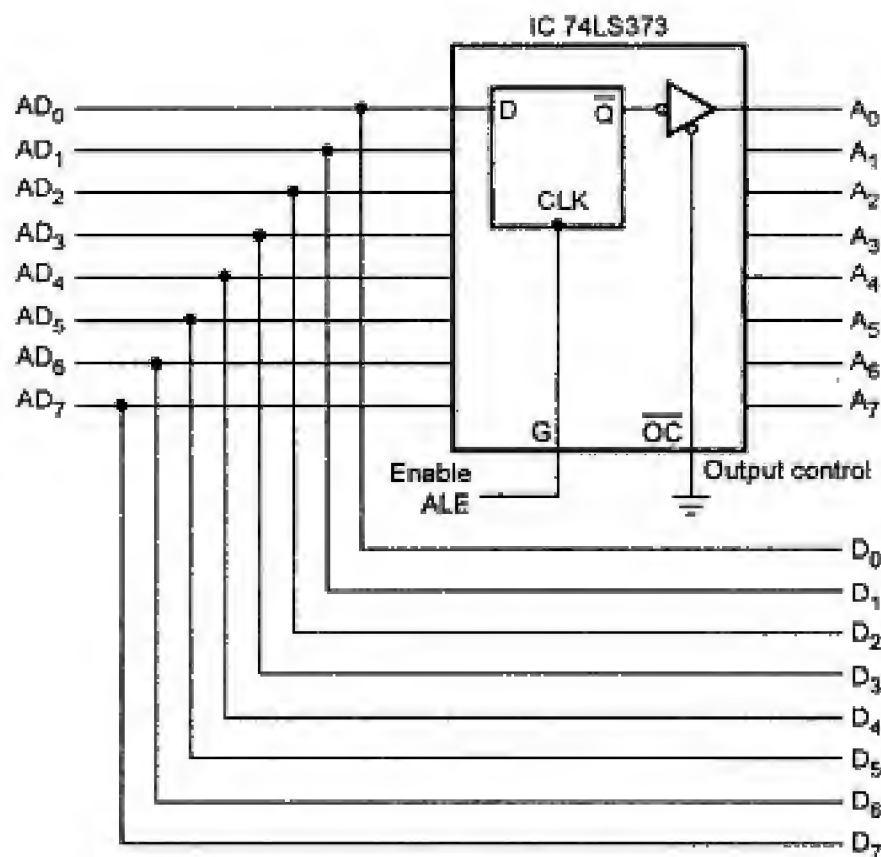 IC 74LS373
AD₀ D Q̅ A₀
AD₁ A₁
AD₂ CLK A₂
AD₃ A₃
AD₄ A₄
AD₅ A₅
AD₆ A₆
AD₇ A₇
G O̅C̅
Enable Output control
ALE
D₀
D₁
D₂
D₃
D₄
D₅
D₆
D₇